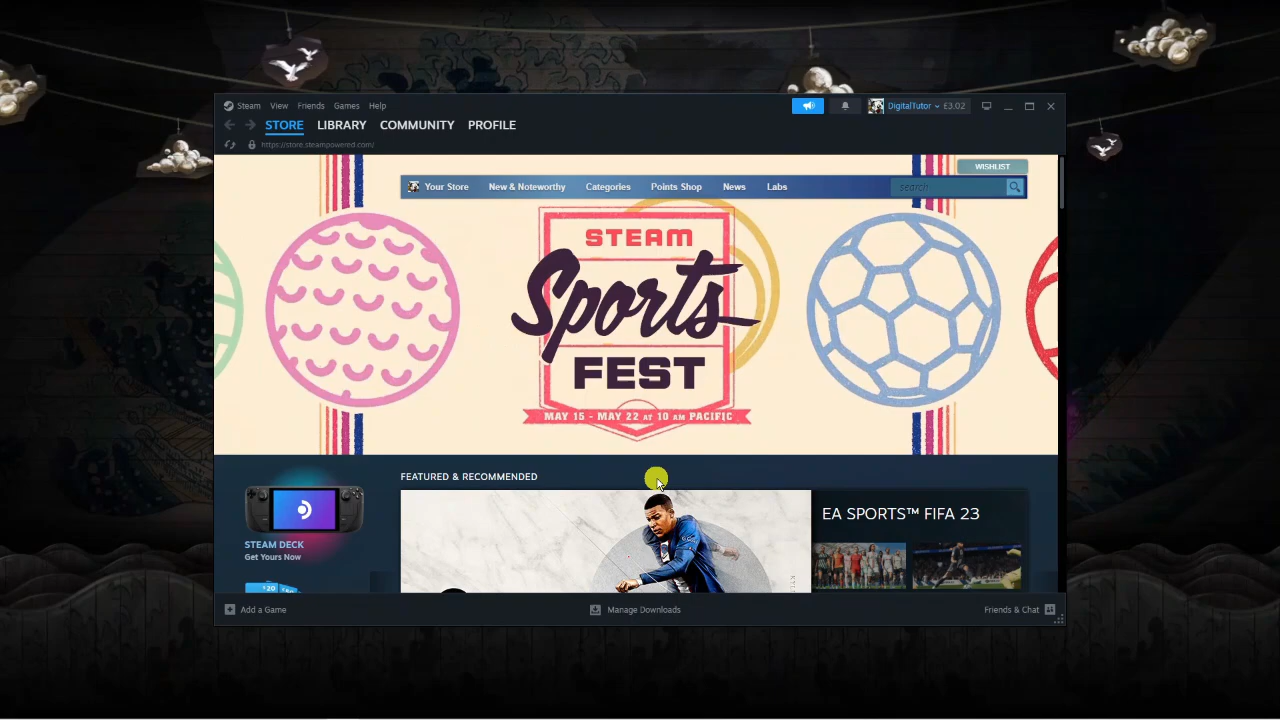 Steam View Friends Games Help
DigitalTutor £3.02
STORE LIBRARY COMMUNITY PROFILE
https://store.steampowered.com/
WISHLIST
Your Store New & Noteworthy Categories Points Shop News Labs search
STEAM
Sports
FEST
MAY 15 - MAY 22 AT 10 AM PACIFIC
FEATURED & RECOMMENDED
STEAM DECK
Get Yours Now
EA SPORTS™ FIFA 23
$20
Add a Game Manage Downloads Friends & Chat